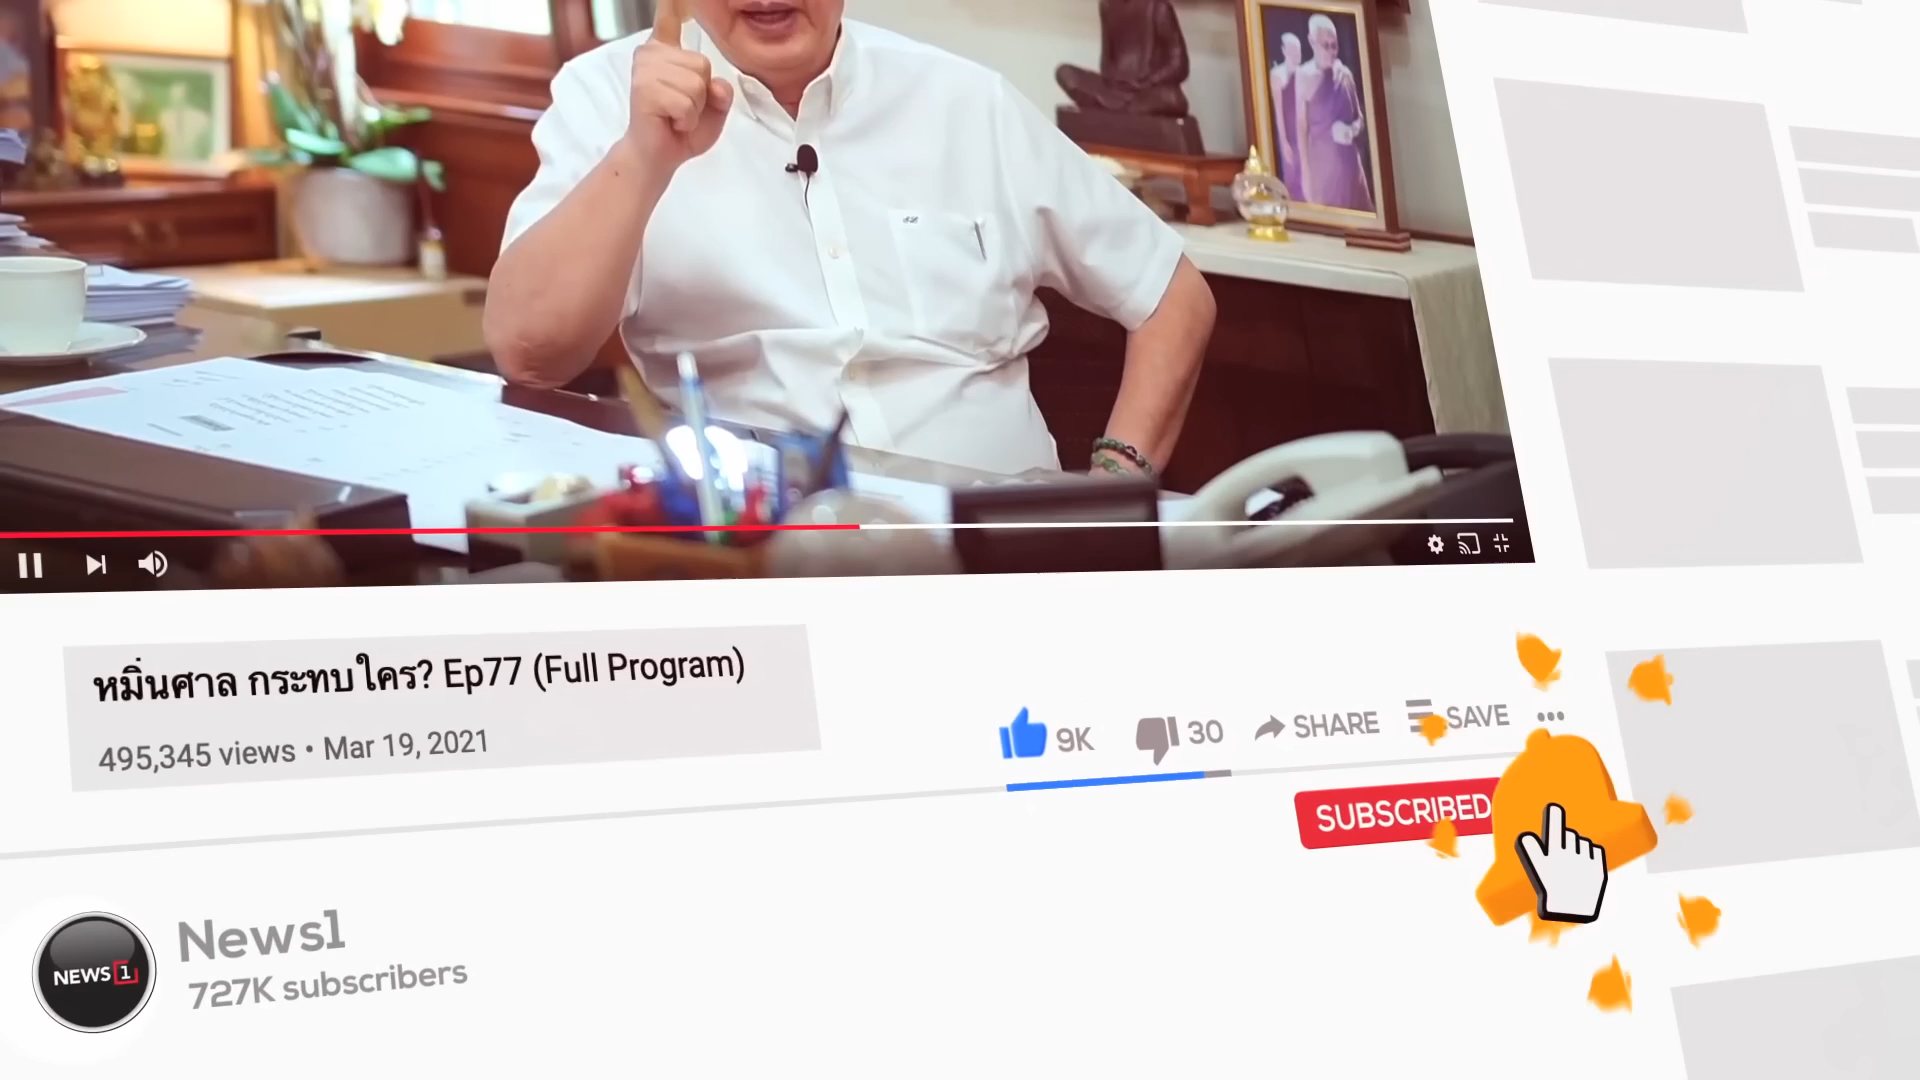 หมิ่นศาล กระทบใคร? Ep77 (Full Program)
495,345 views • Mar 19, 2021
9K
30
SHARE
SAVE
SUBSCRIBED
NEWS 1
News1
727K subscribers